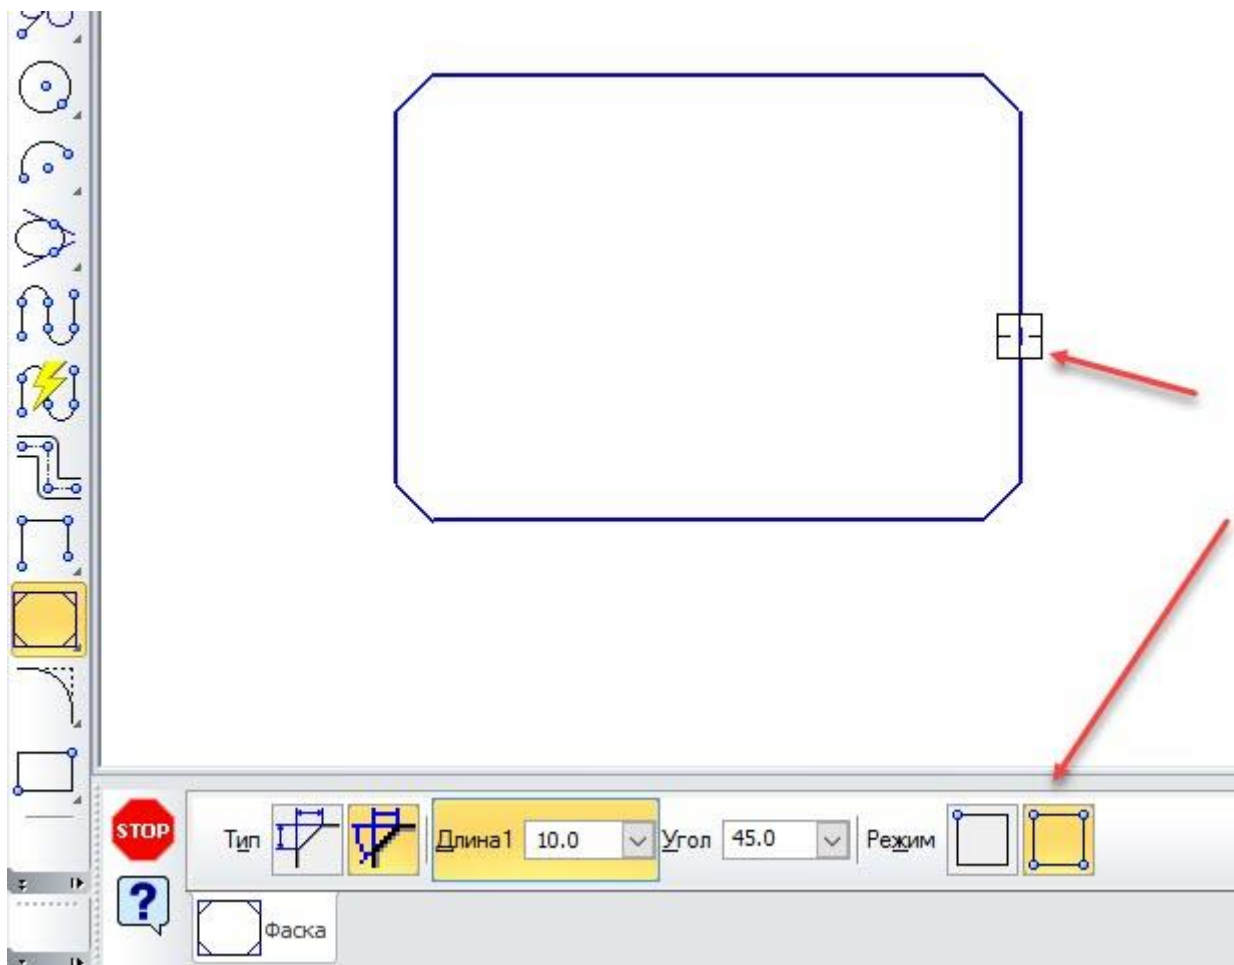 STOP
Тип
Длина1 10.0
Угол 45.0
Режим
?
Фаска